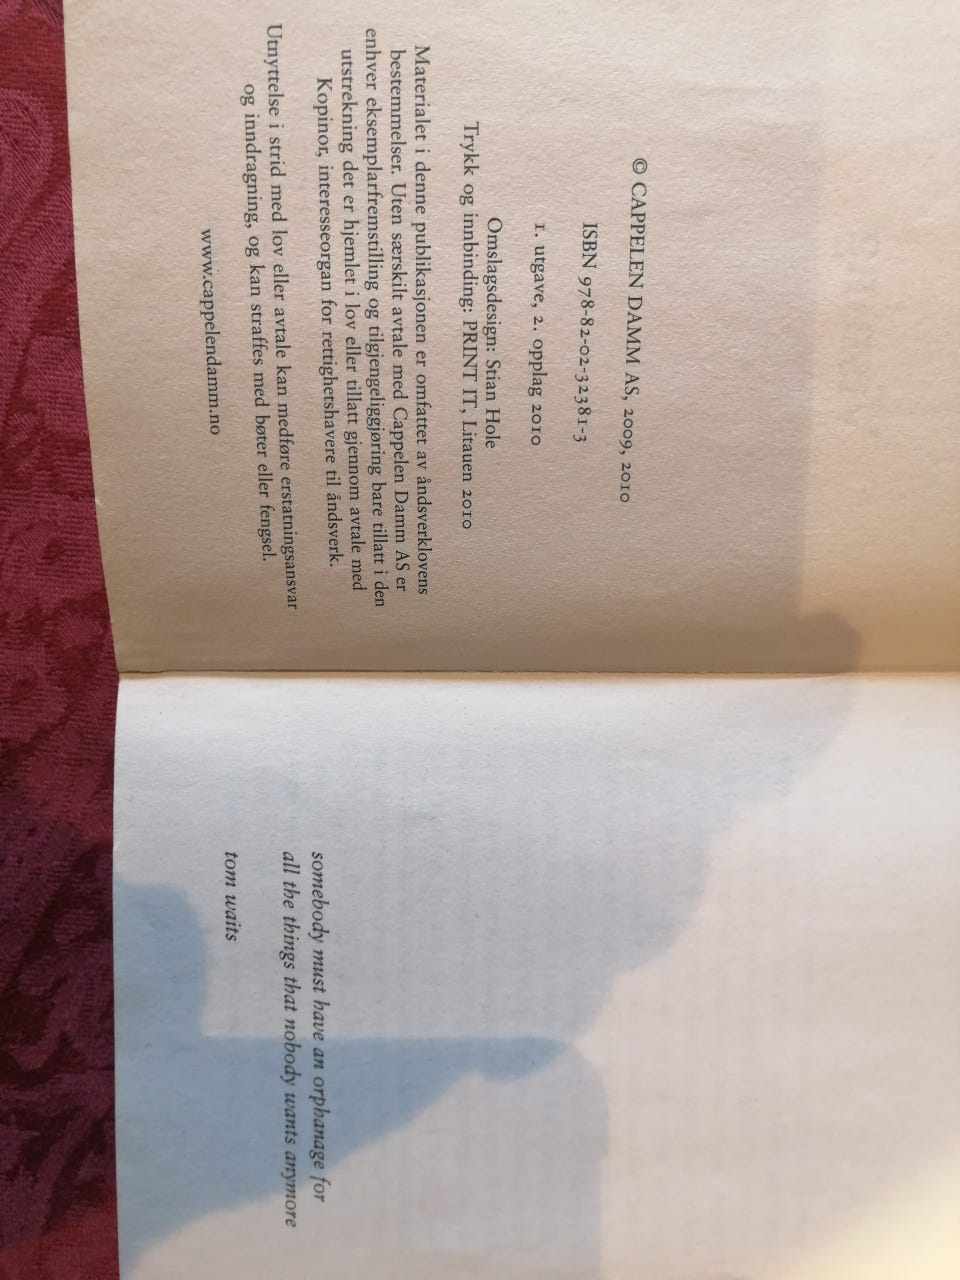 © CAPPELEN DAMM AS, 2009, 2010
ISBN 978-82-02-32381-3
1. utgave, 2. opplag 2010
Omslagsdesign: Stian Hole
Trykk og innbinding: PRINT IT, Litauen 2010
Materialet i denne publikasjonen er omfattet av åndsverklovens
bestemmelser. Uten særskilt avtale med Cappelen Damm AS er
enhver eksemplarfremstilling og tilgjengeliggjøring bare tillatt i den
utstrekning det er hjemlet i lov eller tillatt gjennom avtale med
Kopinor, interesseorgan for rettighetshavere til åndsverk.
Utnyttelse i strid med lov eller avtale kan medføre erstatningsansvar
og inndragning, og kan straffes med bøter eller fengsel.
www.cappelendamm.no
somebody must have an orphanage for
all the things that nobody wants anymore
tom waits